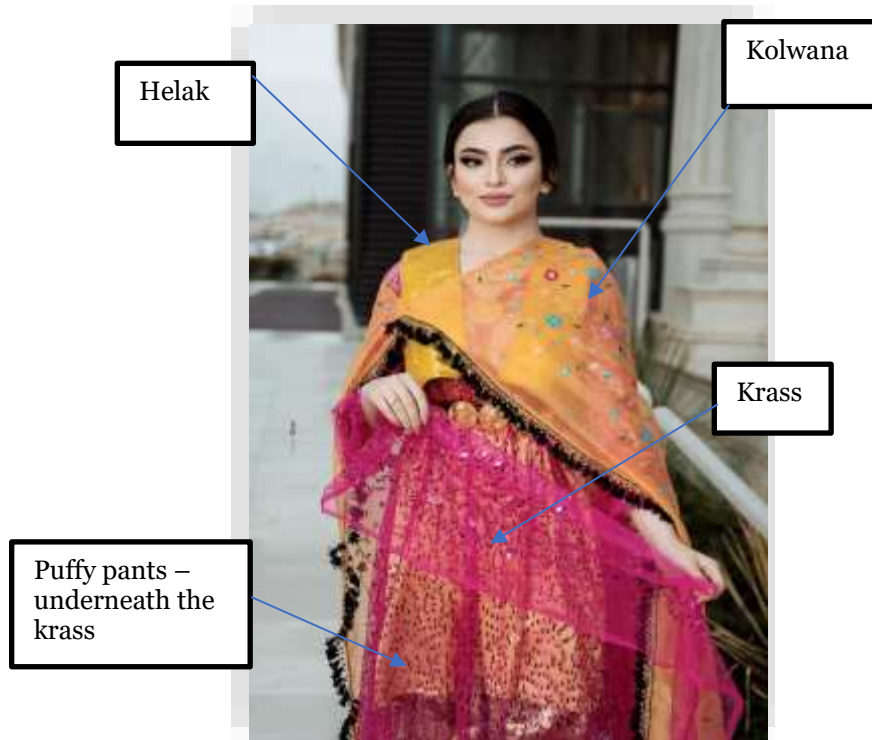 Helak
Kolwana
Krass
Puffy pants –
underneath the
krass